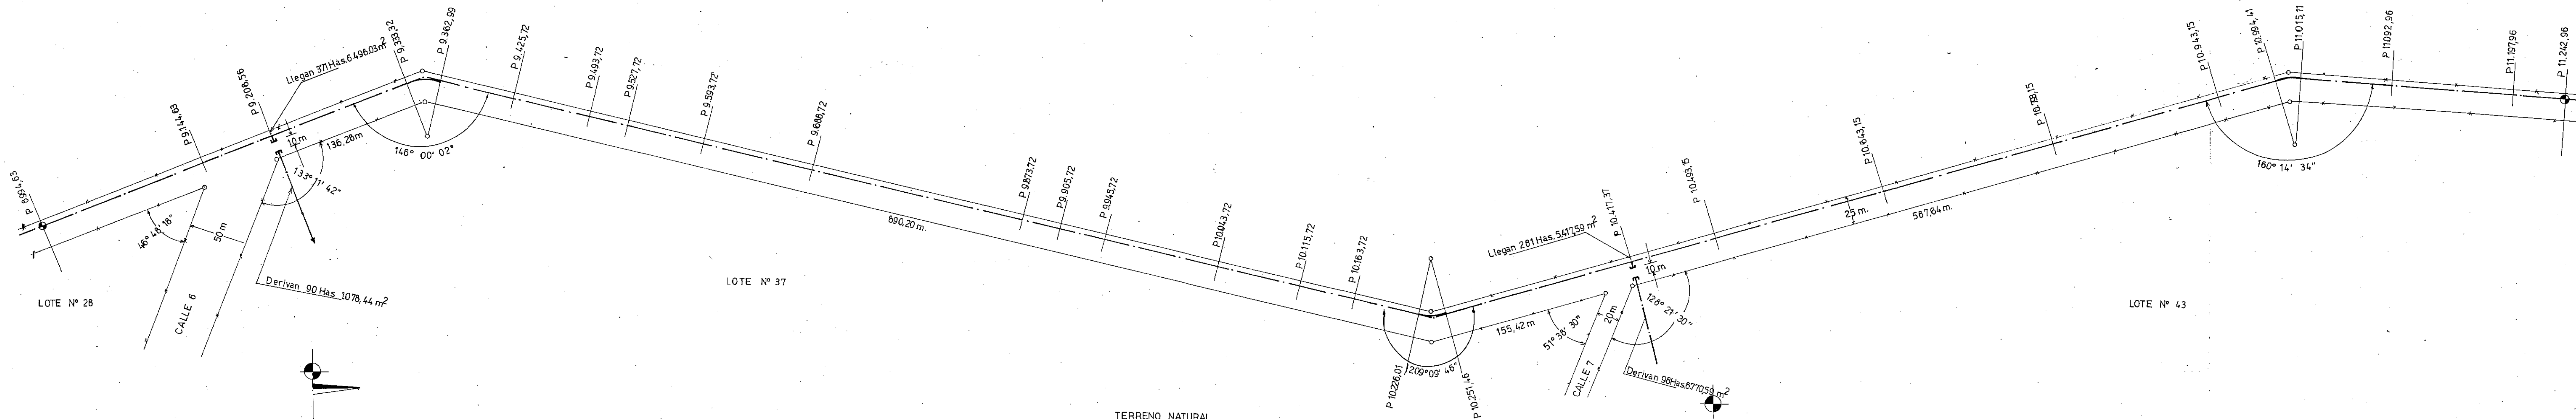 P 8.994,63
P 9.144,63
P 9.208,56
Llegan 371 Has. 6.496.03 m²
P 9.333,32
P 9.362,99
P 9.425,72
P 9.493,72
P 9.527,72
P 9.593,72
P 9.688,72
P 9.873,72
P 9.905,72
P 9.945,72
P 10.043,72
P 10.115,72
P 10.163,72
P 10.226,01
P 10.251,46
P 10.417,37
P 10.493,15
P 10.643,15
P 10.793,15
P 10.943,15
P 10.994,41
P 11.015,11
P 11.092,96
P 11.197,96
P 11.242,96
10 m
136,28 m
133° 11' 42"
146° 00' 02"
46° 48' 18"
50 m
CALLE 6
Derivan 90 Has 1078,44 m²
LOTE Nº 28
LOTE Nº 37
890,20 m.
209° 09' 46"
155,42 m
51° 38' 30"
20 m
CALLE 7
Llegan 281 Has, 5.417,59 m²
10 m
128° 21' 30"
Derivan 98 Has 8770,59 m²
25 m.
587,64 m.
160° 14' 34"
LOTE Nº 43
TERRENO NATURAL